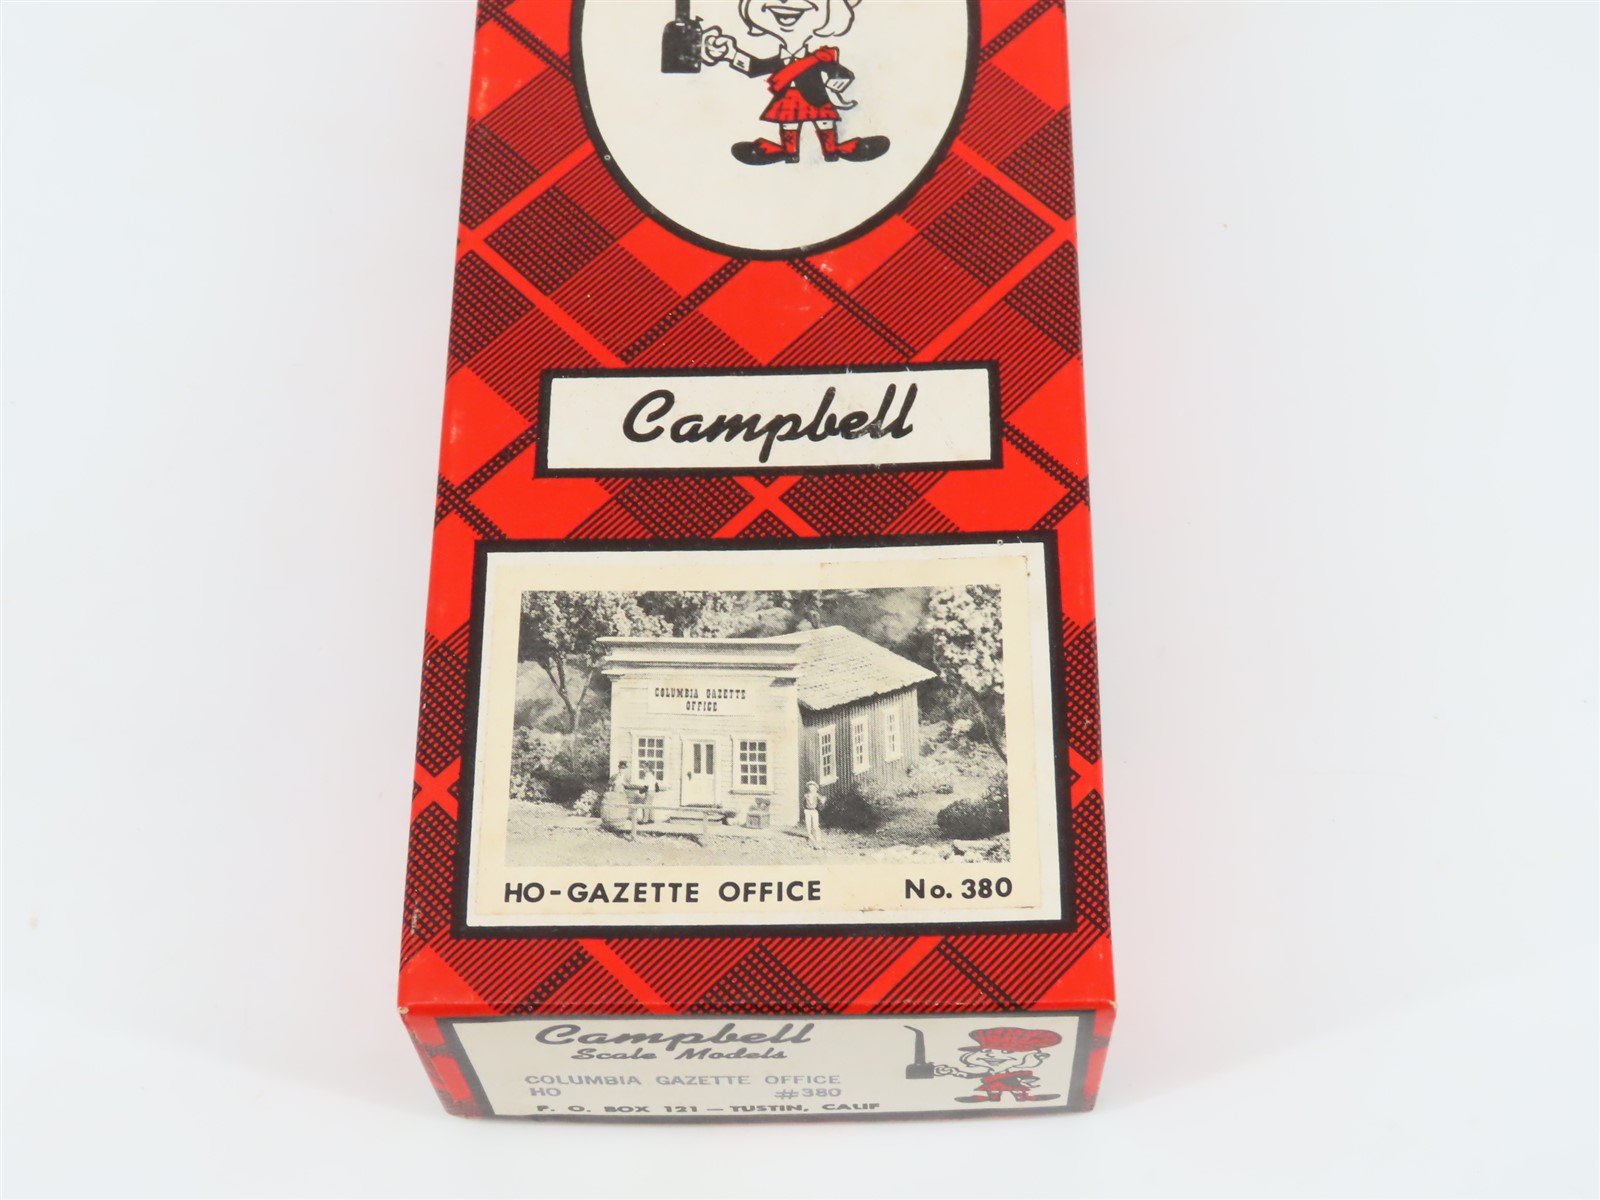 Campbell
COLUMBIA GAZETTE
OFFICE
HO-GAZETTE OFFICE No. 380
Campbell
Scale Models
COLUMBIA GAZETTE OFFICE
HO #380
P. O. BOX 121 — TUSTIN, CALIF